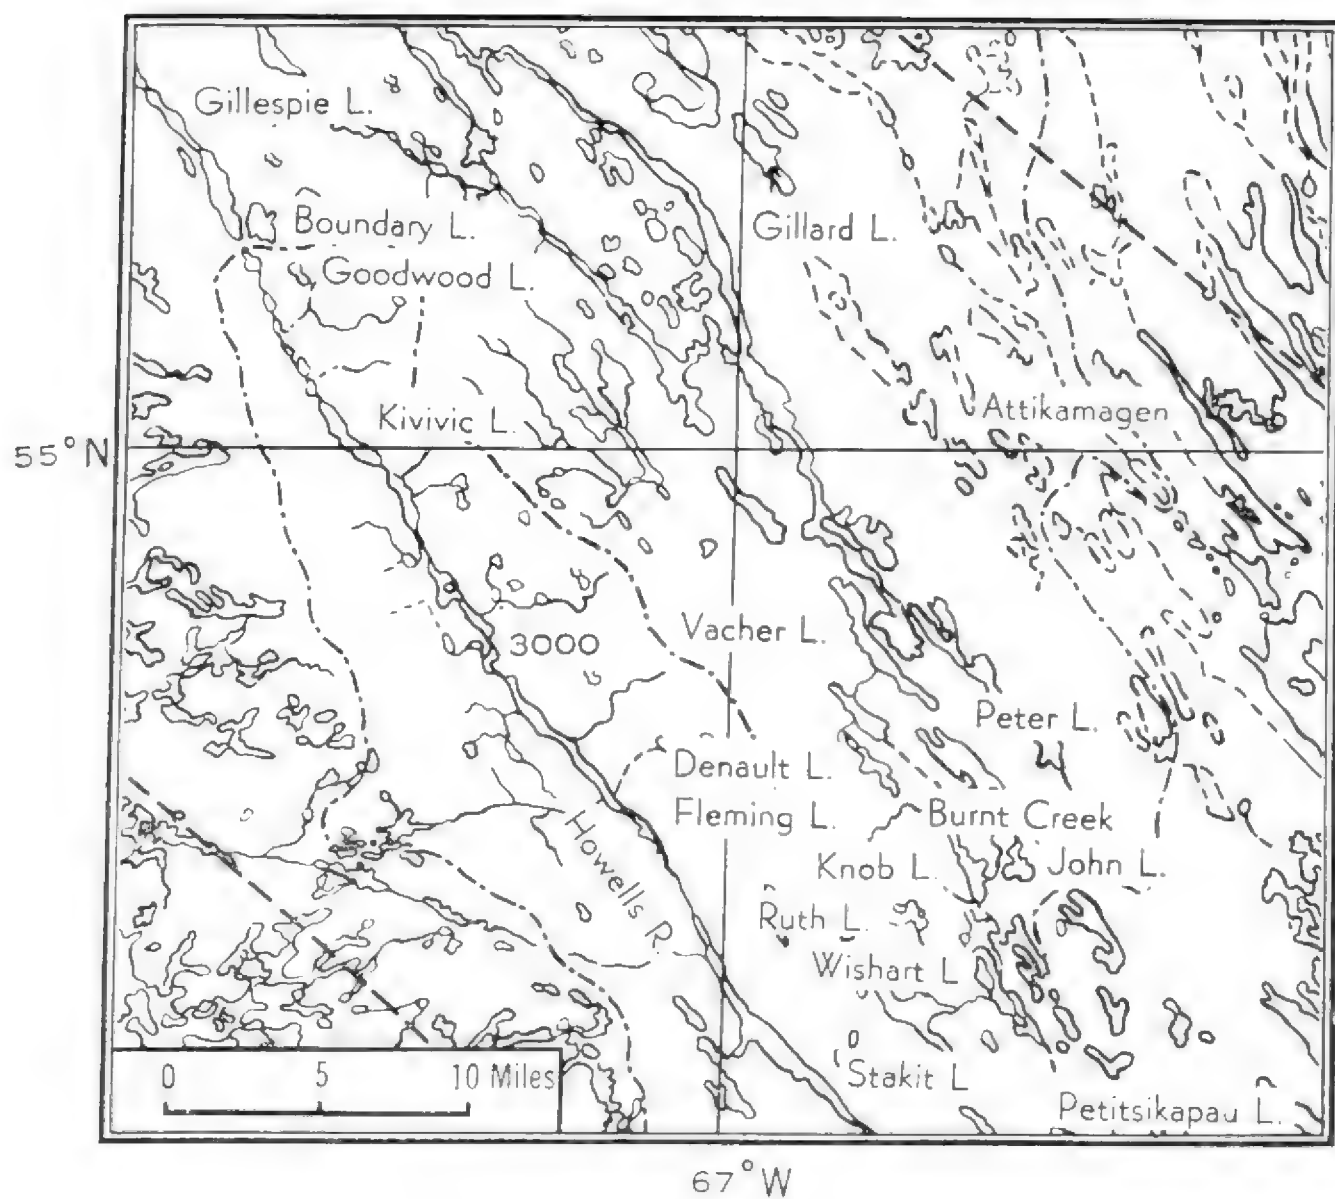 Gillespie L.
Boundary L.
Gillard L.
Goodwood L.
Kivivic L.
Attikamagen
55°N
3000
Vacher L.
Peter L.
Denault L.
Fleming L.
Burnt Creek
Howells R.
Knob L.
John L.
Ruth L.
Wishart L
0 5 10 Miles
Stakit L
Petitsikapau L.
67°W